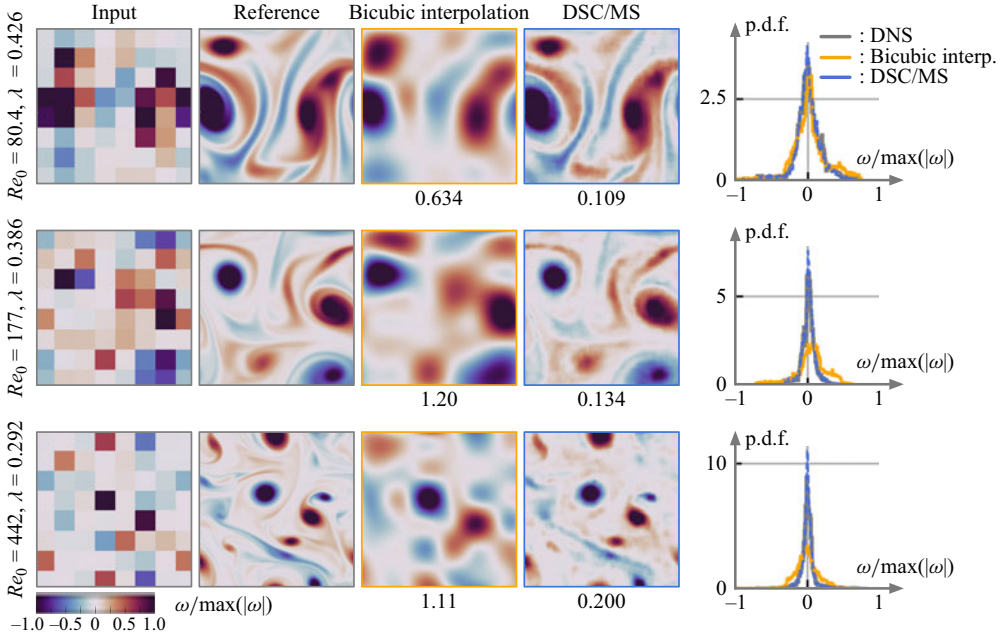 Input Reference Bicubic interpolation DSC/MS
Re₀ = 80.4, λ = 0.426
0.634 0.109
p.d.f.
: DNS
: Bicubic interp.
: DSC/MS
2.5
ω/max(|ω|)
0
−1 0 1
Re₀ = 177, λ = 0.386
1.20 0.134
p.d.f.
5
ω/max(|ω|)
0
−1 0 1
Re₀ = 442, λ = 0.292
1.11 0.200
p.d.f.
10
ω/max(|ω|)
0
−1 0 1
ω/max(|ω|)
−1.0 −0.5 0 0.5 1.0